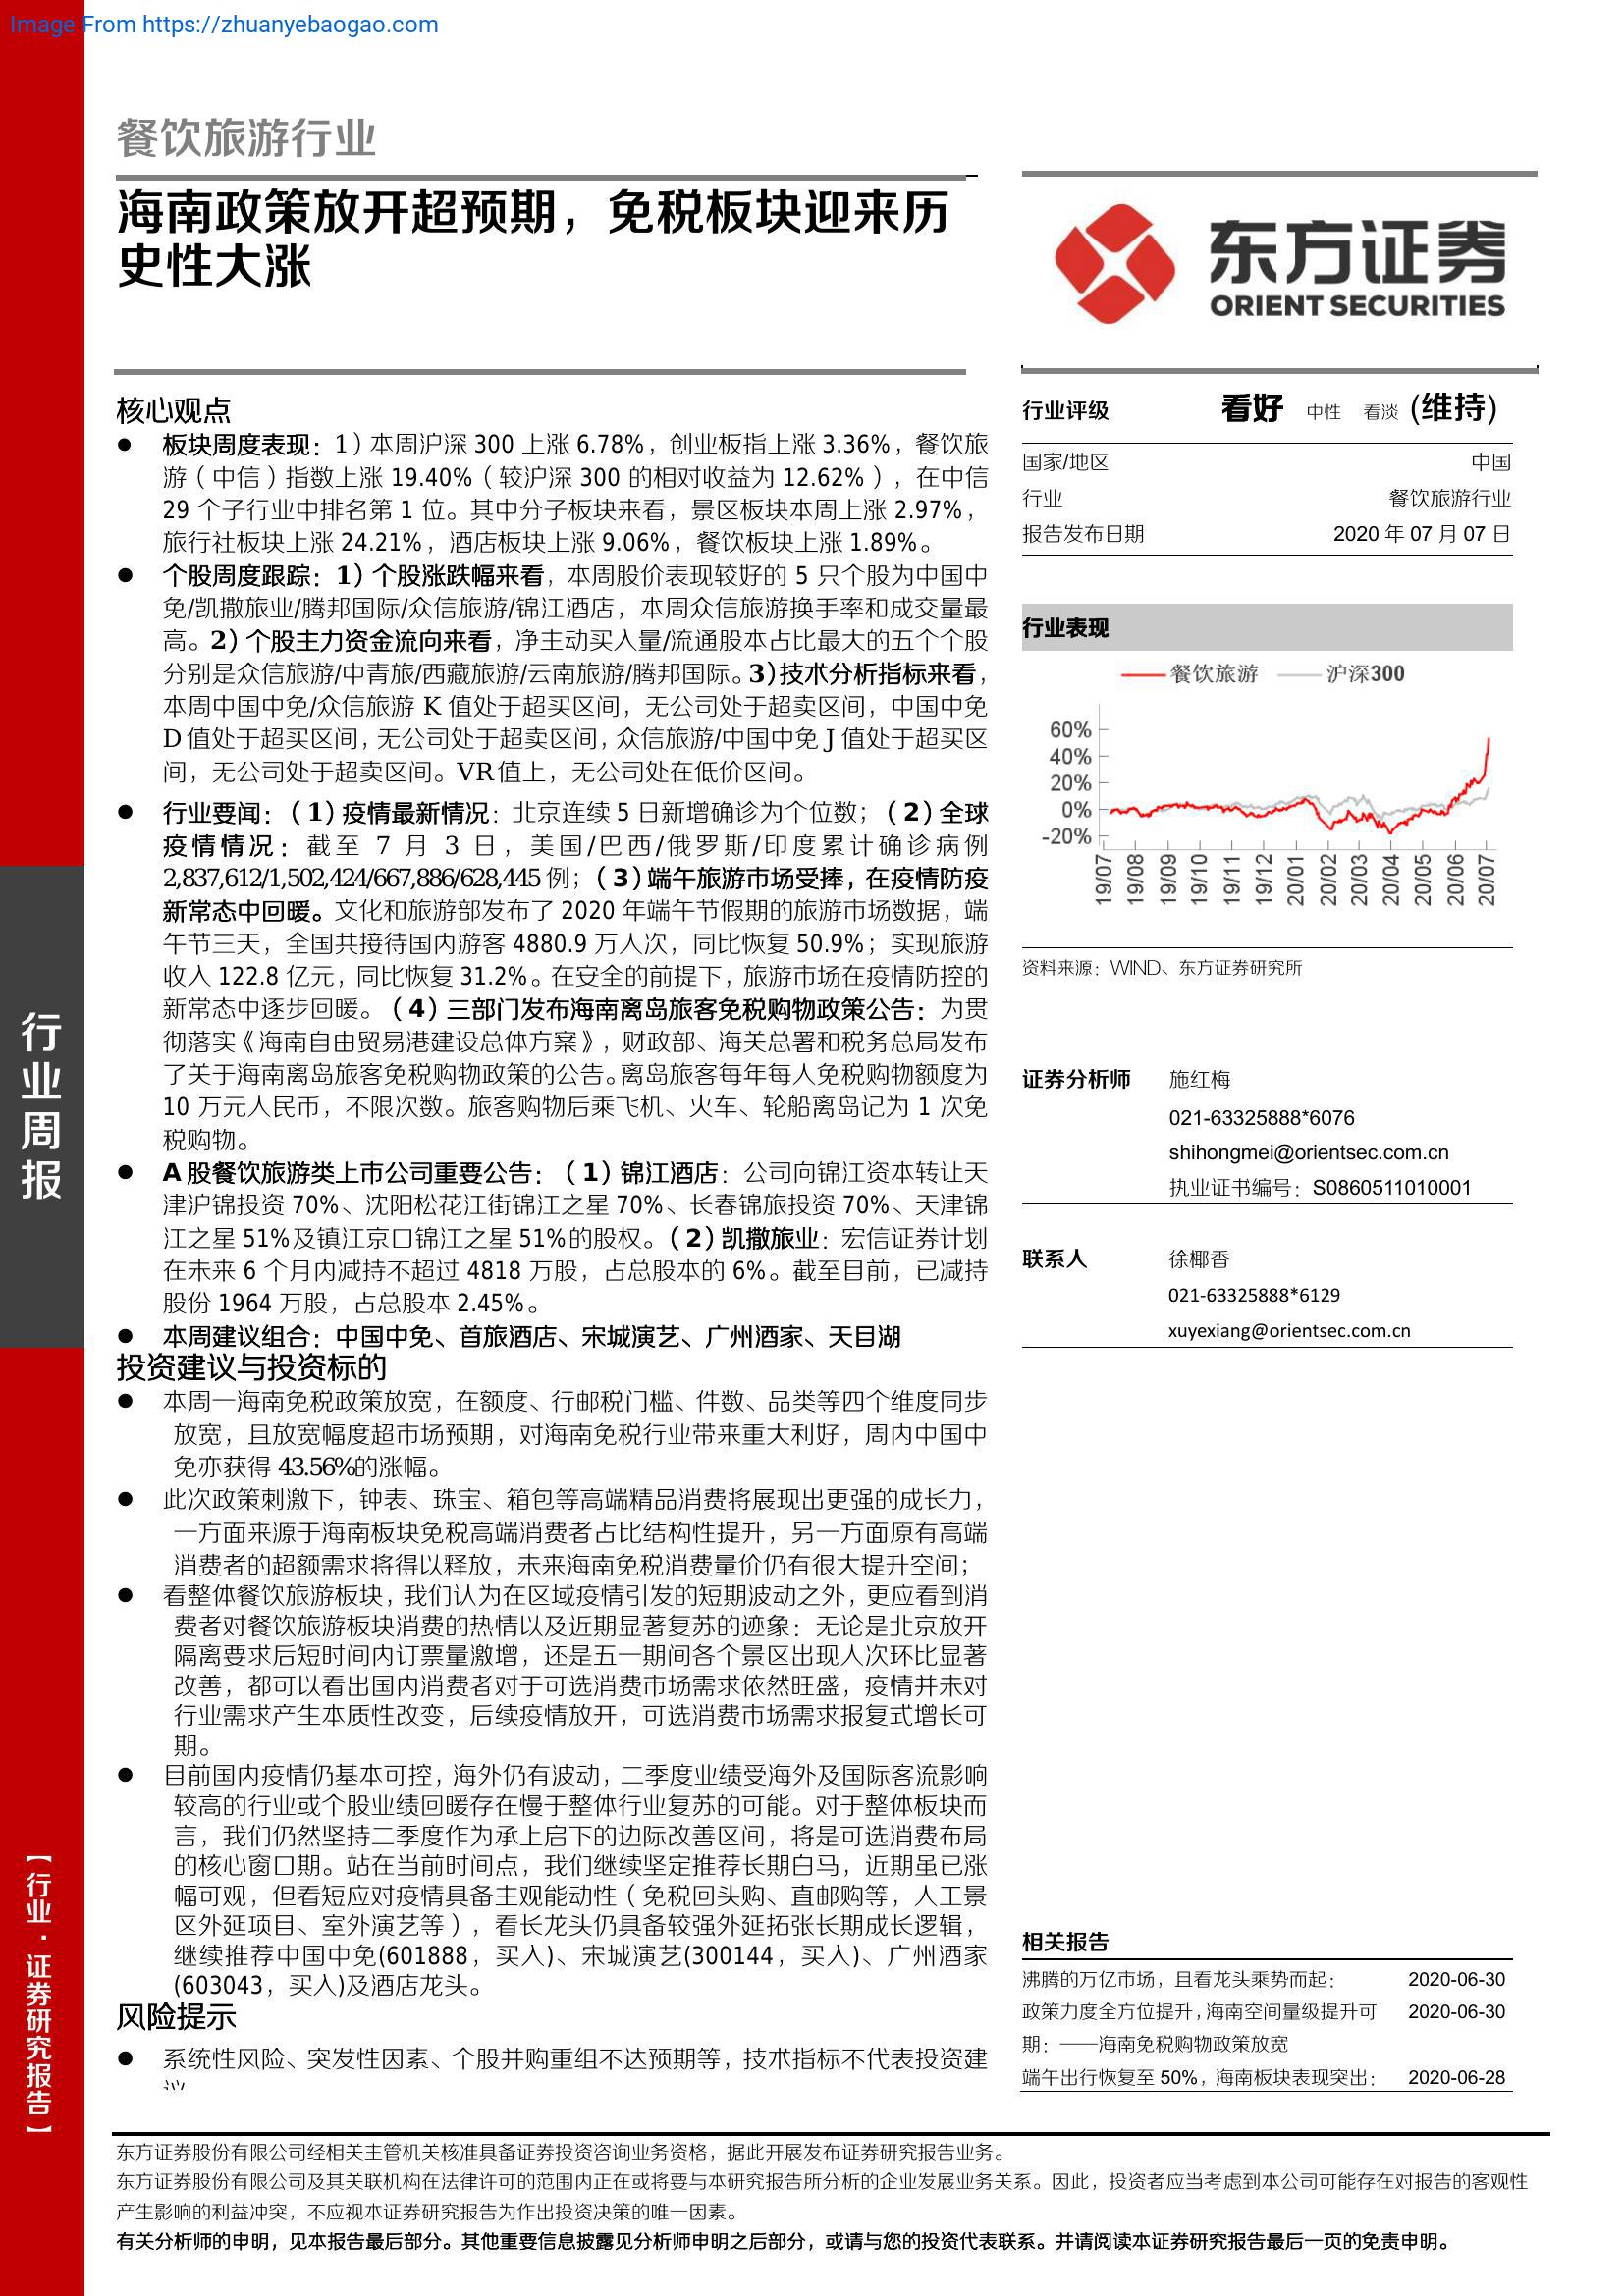 Image From https://zhuanyebaogao.com
餐饮旅游行业
海南政策放开超预期，免税板块迎来历
史性大涨
东方证券
ORIENT SECURITIES
核心观点
● 板块周度表现：1）本周沪深 300 上涨 6.78%，创业板指上涨 3.36%，餐饮旅
游（中信）指数上涨 19.40%（较沪深 300 的相对收益为 12.62%），在中信
29 个子行业中排名第 1 位。其中分子板块来看，景区板块本周上涨 2.97%，
旅行社板块上涨 24.21%，酒店板块上涨 9.06%，餐饮板块上涨 1.89%。
● 个股周度跟踪：1）个股涨跌幅来看，本周股价表现较好的 5 只个股为中国中
免/凯撒旅业/腾邦国际/众信旅游/锦江酒店，本周众信旅游换手率和成交量最
高。2）个股主力资金流向来看，净主动买入量/流通股本占比最大的五个个股
分别是众信旅游/中青旅/西藏旅游/云南旅游/腾邦国际。3）技术分析指标来看，
本周中国中免/众信旅游 K 值处于超买区间，无公司处于超卖区间，中国中免
D 值处于超买区间，无公司处于超卖区间，众信旅游/中国中免 J 值处于超买区
间，无公司处于超卖区间。VR 值上，无公司处在低价区间。
● 行业要闻：（1）疫情最新情况：北京连续 5 日新增确诊为个位数；（2）全球
疫情情况：截至 7 月 3 日，美国/巴西/俄罗斯/印度累计确诊病例
2,837,612/1,502,424/667,886/628,445 例；（3）端午旅游市场受捧，在疫情防疫
新常态中回暖。文化和旅游部发布了 2020 年端午节假期的旅游市场数据，端
午节三天，全国共接待国内游客 4880.9 万人次，同比恢复 50.9%；实现旅游
收入 122.8 亿元，同比恢复 31.2%。在安全的前提下，旅游市场在疫情防控的
新常态中逐步回暖。（4）三部门发布海南离岛旅客免税购物政策公告：为贯
彻落实《海南自由贸易港建设总体方案》，财政部、海关总署和税务总局发布
了关于海南离岛旅客免税购物政策的公告。离岛旅客每年每人免税购物额度为
10 万元人民币，不限次数。旅客购物后乘飞机、火车、轮船离岛记为 1 次免
税购物。
● A 股餐饮旅游类上市公司重要公告：（1）锦江酒店：公司向锦江资本转让天
津沪锦投资 70%、沈阳松花江街锦江之星 70%、长春锦旅投资 70%、天津锦
江之星 51%及镇江京口锦江之星 51%的股权。（2）凯撒旅业：宏信证券计划
在未来 6 个月内减持不超过 4818 万股，占总股本的 6%。截至目前，已减持
股份 1964 万股，占总股本 2.45%。
● 本周建议组合：中国中免、首旅酒店、宋城演艺、广州酒家、天目湖
投资建议与投资标的
● 本周一海南免税政策放宽，在额度、行邮税门槛、件数、品类等四个维度同步
放宽，且放宽幅度超市场预期，对海南免税行业带来重大利好，周内中国中
免亦获得 43.56%的涨幅。
● 此次政策刺激下，钟表、珠宝、箱包等高端精品消费将展现出更强的成长力，
一方面来源于海南板块免税高端消费者占比结构性提升，另一方面原有高端
消费者的超额需求将得以释放，未来海南免税消费量价仍有很大提升空间；
● 看整体餐饮旅游板块，我们认为在区域疫情引发的短期波动之外，更应看到消
费者对餐饮旅游板块消费的热情以及近期显著复苏的迹象：无论是北京放开
隔离要求后短时间内订票量激增，还是五一期间各个景区出现人次环比显著
改善，都可以看出国内消费者对于可选消费市场需求依然旺盛，疫情并未对
行业需求产生本质性改变，后续疫情放开，可选消费市场需求报复式增长可
期。
● 目前国内疫情仍基本可控，海外仍有波动，二季度业绩受海外及国际客流影响
较高的行业或个股业绩回暖存在慢于整体行业复苏的可能。对于整体板块而
言，我们仍然坚持二季度作为承上启下的边际改善区间，将是可选消费布局
的核心窗口期。站在当前时间点，我们继续坚定推荐长期白马，近期虽已涨
幅可观，但看短应对疫情具备主观能动性（免税回头购、直邮购等，人工景
区外延项目、室外演艺等），看长龙头仍具备较强外延拓张长期成长逻辑，
继续推荐中国中免(601888，买入)、宋城演艺(300144，买入)、广州酒家
(603043，买入)及酒店龙头。
风险提示
● 系统性风险、突发性因素、个股并购重组不达预期等，技术指标不代表投资建
行业评级 看好 中性 看淡 (维持)
国家/地区 中国
行业 餐饮旅游行业
报告发布日期 2020 年 07 月 07 日
行业表现
餐饮旅游 沪深300
60%
40%
20%
0%
-20%
19/07 19/08 19/09 19/10 19/11 19/12 20/01 20/02 20/03 20/04 20/05 20/06 20/07
资料来源：WIND、东方证券研究所
证券分析师 施红梅
021-63325888*6076
shihongmei@orientsec.com.cn
执业证书编号：S0860511010001
联系人 徐椰香
021-63325888*6129
xuyexiang@orientsec.com.cn
相关报告
沸腾的万亿市场，且看龙头乘势而起： 2020-06-30
政策力度全方位提升，海南空间量级提升可 2020-06-30
期：——海南免税购物政策放宽
端午出行恢复至 50%，海南板块表现突出： 2020-06-28
行业周报
【行业·证券研究报告】
东方证券股份有限公司经相关主管机关核准具备证券投资咨询业务资格，据此开展发布证券研究报告业务。
东方证券股份有限公司及其关联机构在法律许可的范围内正在或将要与本研究报告所分析的企业发展业务关系。因此，投资者应当考虑到本公司可能存在对报告的客观性
产生影响的利益冲突，不应视本证券研究报告为作出投资决策的唯一因素。
有关分析师的申明，见本报告最后部分。其他重要信息披露见分析师申明之后部分，或请与您的投资代表联系。并请阅读本证券研究报告最后一页的免责申明。